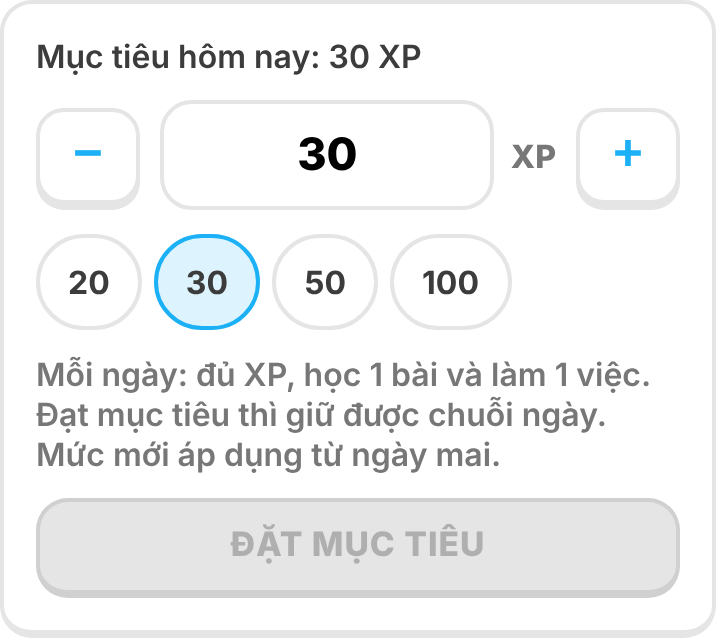 Mục tiêu hôm nay: 30 XP
− 30 XP +
20 30 50 100
Mỗi ngày: đủ XP, học 1 bài và làm 1 việc.
Đạt mục tiêu thì giữ được chuỗi ngày.
Mức mới áp dụng từ ngày mai.
ĐẶT MỤC TIÊU